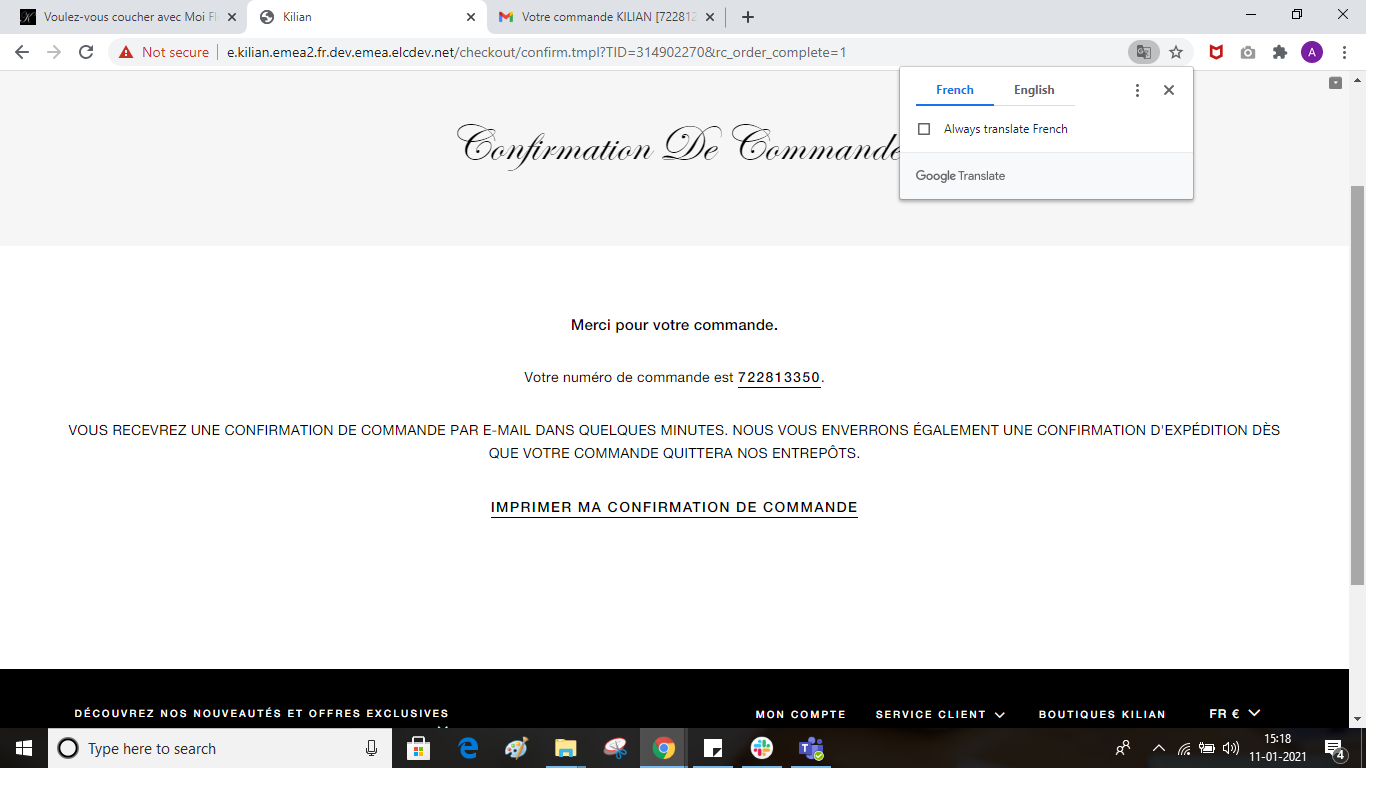 Voulez-vous coucher avec Moi Fl
Kilian
Votre commande KILIAN [722812
Not secure
e.kilian.emea2.fr.dev.emea.elcdev.net/checkout/confirm.tmpl?TID=314902270&rc_order_complete=1
A
French
English
Always translate French
Google Translate
Confirmation De Commande
Merci pour votre commande.
Votre numéro de commande est 722813350.
VOUS RECEVREZ UNE CONFIRMATION DE COMMANDE PAR E-MAIL DANS QUELQUES MINUTES. NOUS VOUS ENVERRONS ÉGALEMENT UNE CONFIRMATION D'EXPÉDITION DÈS
QUE VOTRE COMMANDE QUITTERA NOS ENTREPÔTS.
IMPRIMER MA CONFIRMATION DE COMMANDE
DÉCOUVREZ NOS NOUVEAUTÉS ET OFFRES EXCLUSIVES
MON COMPTE
SERVICE CLIENT
BOUTIQUES KILIAN
FR €
Type here to search
15:18
11-01-2021
4